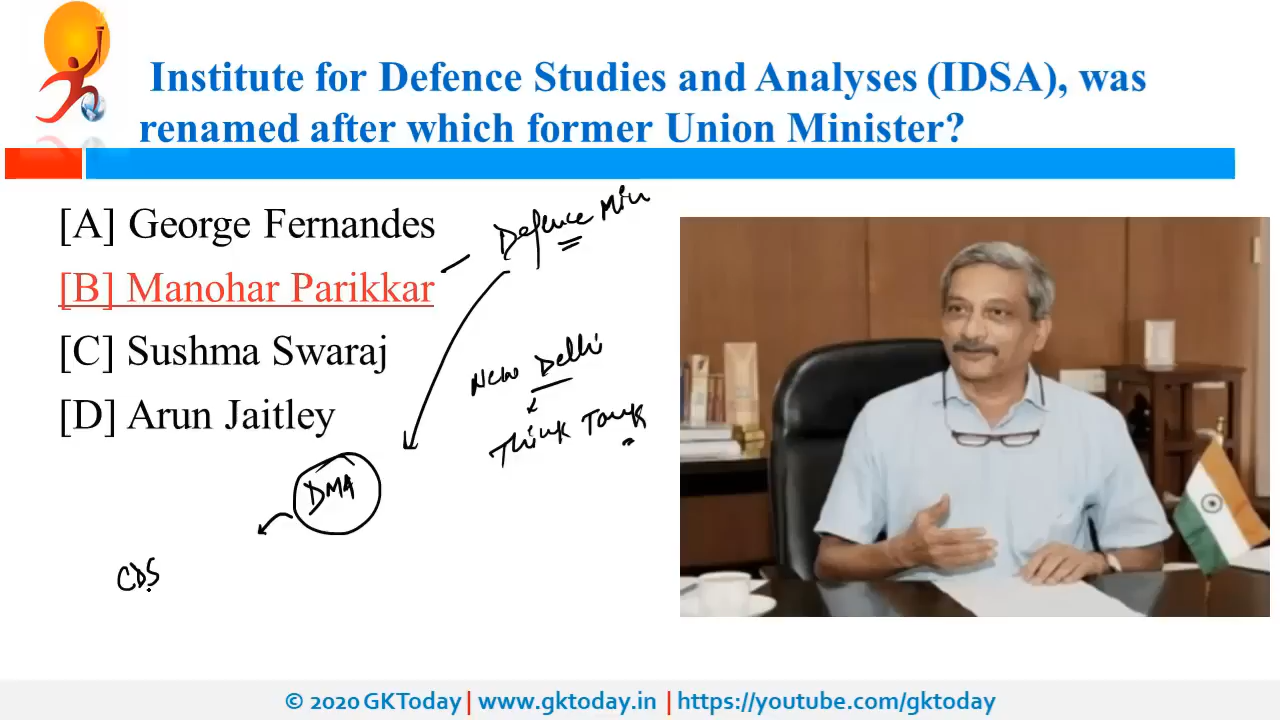 Institute for Defence Studies and Analyses (IDSA), was
renamed after which former Union Minister?
[A] George Fernandes
[B] Manohar Parikkar
[C] Sushma Swaraj
[D] Arun Jaitley
Defence Min
New Delhi
Think Tank
DMA
CDS
© 2020 GKToday | www.gktoday.in | https://youtube.com/gktoday